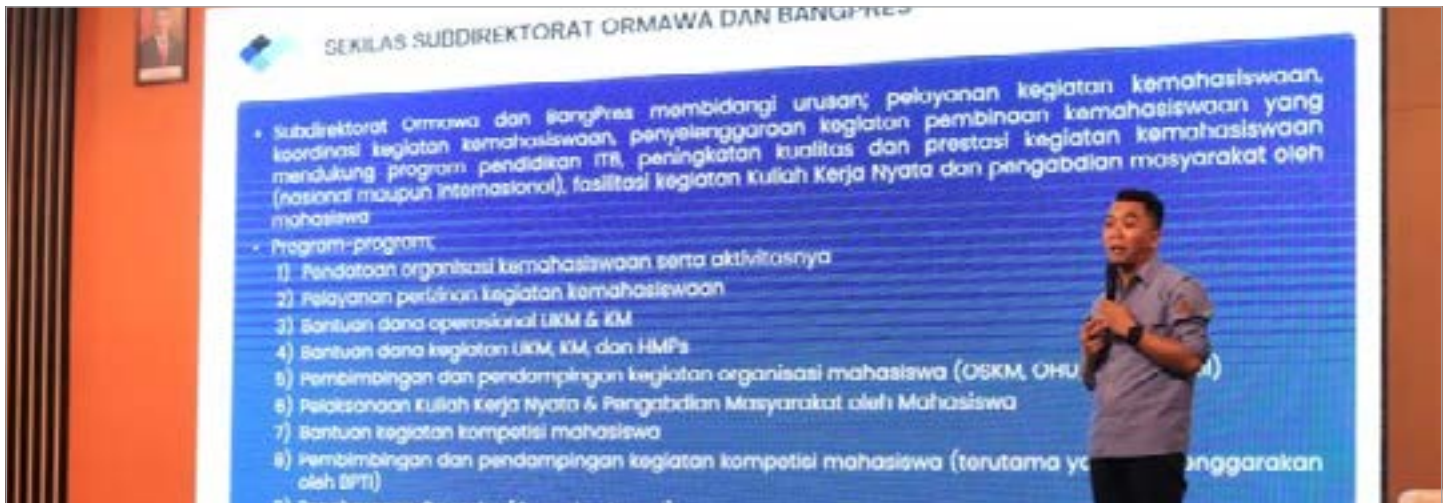 SEKILAS SUBDIREKTORAT ORMAWA DAN BANGPRES
• Subdirektorat Ormawa dan BangPres membidangi urusan; pelayanan kegiatan kemahasiswaan,
koordinasi kegiatan kemahasiswaan, penyelenggaraan kegiatan pembinaan kemahasiswaan yang
mendukung program pendidikan ITB, peningkatan kualitas dan prestasi kegiatan kemahasiswaan
(nasional maupun internasional), fasilitasi kegiatan Kuliah Kerja Nyata dan pengabdian masyarakat oleh
mahasiswa
• Program-program;
1) Pendataan organisasi kemahasiswaan serta aktivitasnya
2) Pelayanan perizinan kegiatan kemahasiswaan
3) Bantuan dana operasional UKM & KM
4) Bantuan dana kegiatan UKM, KM, dan HMPs
5) Pembimbingan dan pendampingan kegiatan organisasi mahasiswa (OSKM, OHU
6) Pelaksanaan Kuliah Kerja Nyata & Pengabdian Masyarakat oleh Mahasiswa
7) Bantuan kegiatan kompetisi mahasiswa
8) Pembimbingan dan pendampingan kegiatan kompetisi mahasiswa (terutama ya enggarakan
oleh BPTI)